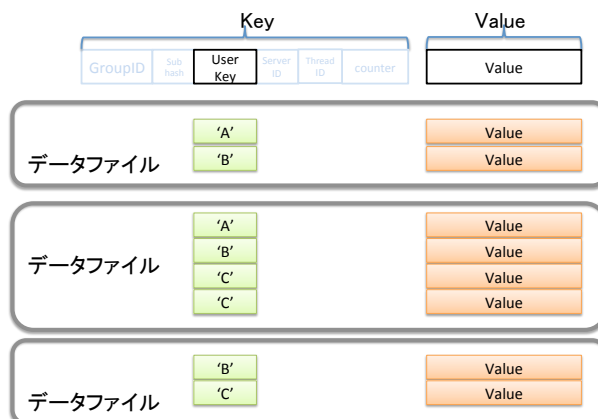 Key Value
GroupID Sub hash User Key Server ID Thread ID counter Value
'A' Value
データファイル 'B' Value
'A' Value
データファイル 'B' Value
'C' Value
'C' Value
'B' Value
データファイル 'C' Value